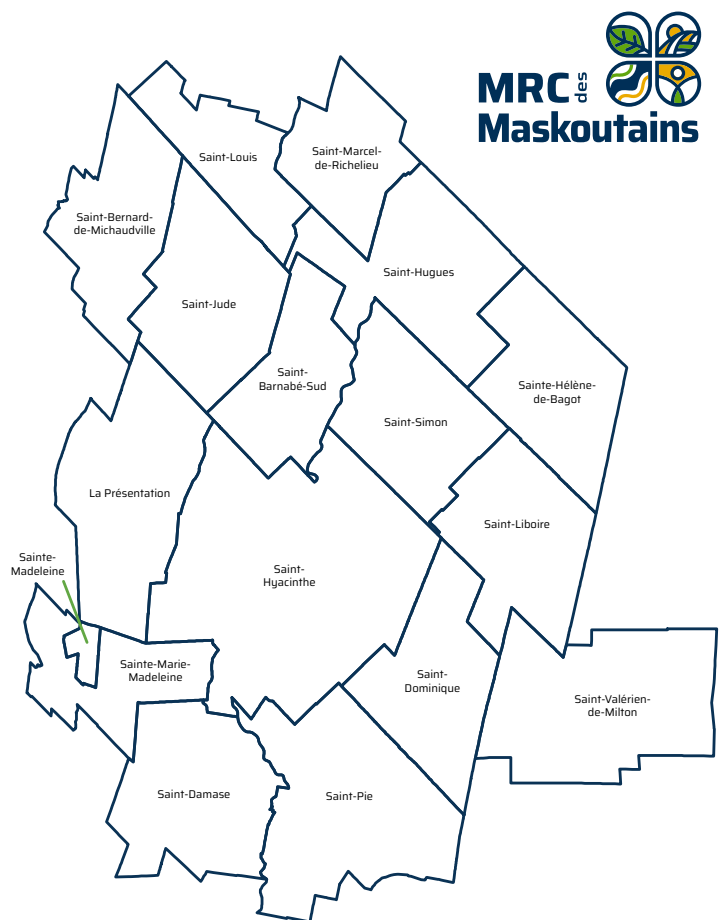 MRC des
Maskoutains
Saint-Louis
Saint-Marcel-
de-Richelieu
Saint-Bernard-
de-Michaudville
Saint-Hugues
Saint-Jude
Saint-
Barnabé-Sud
Sainte-Hélène-
de-Bagot
Saint-Simon
La Présentation
Saint-Liboire
Sainte-
Madeleine
Saint-
Hyacinthe
Sainte-Marie-
Madeleine
Saint-
Dominique
Saint-Valérien-
de-Milton
Saint-Damase
Saint-Pie